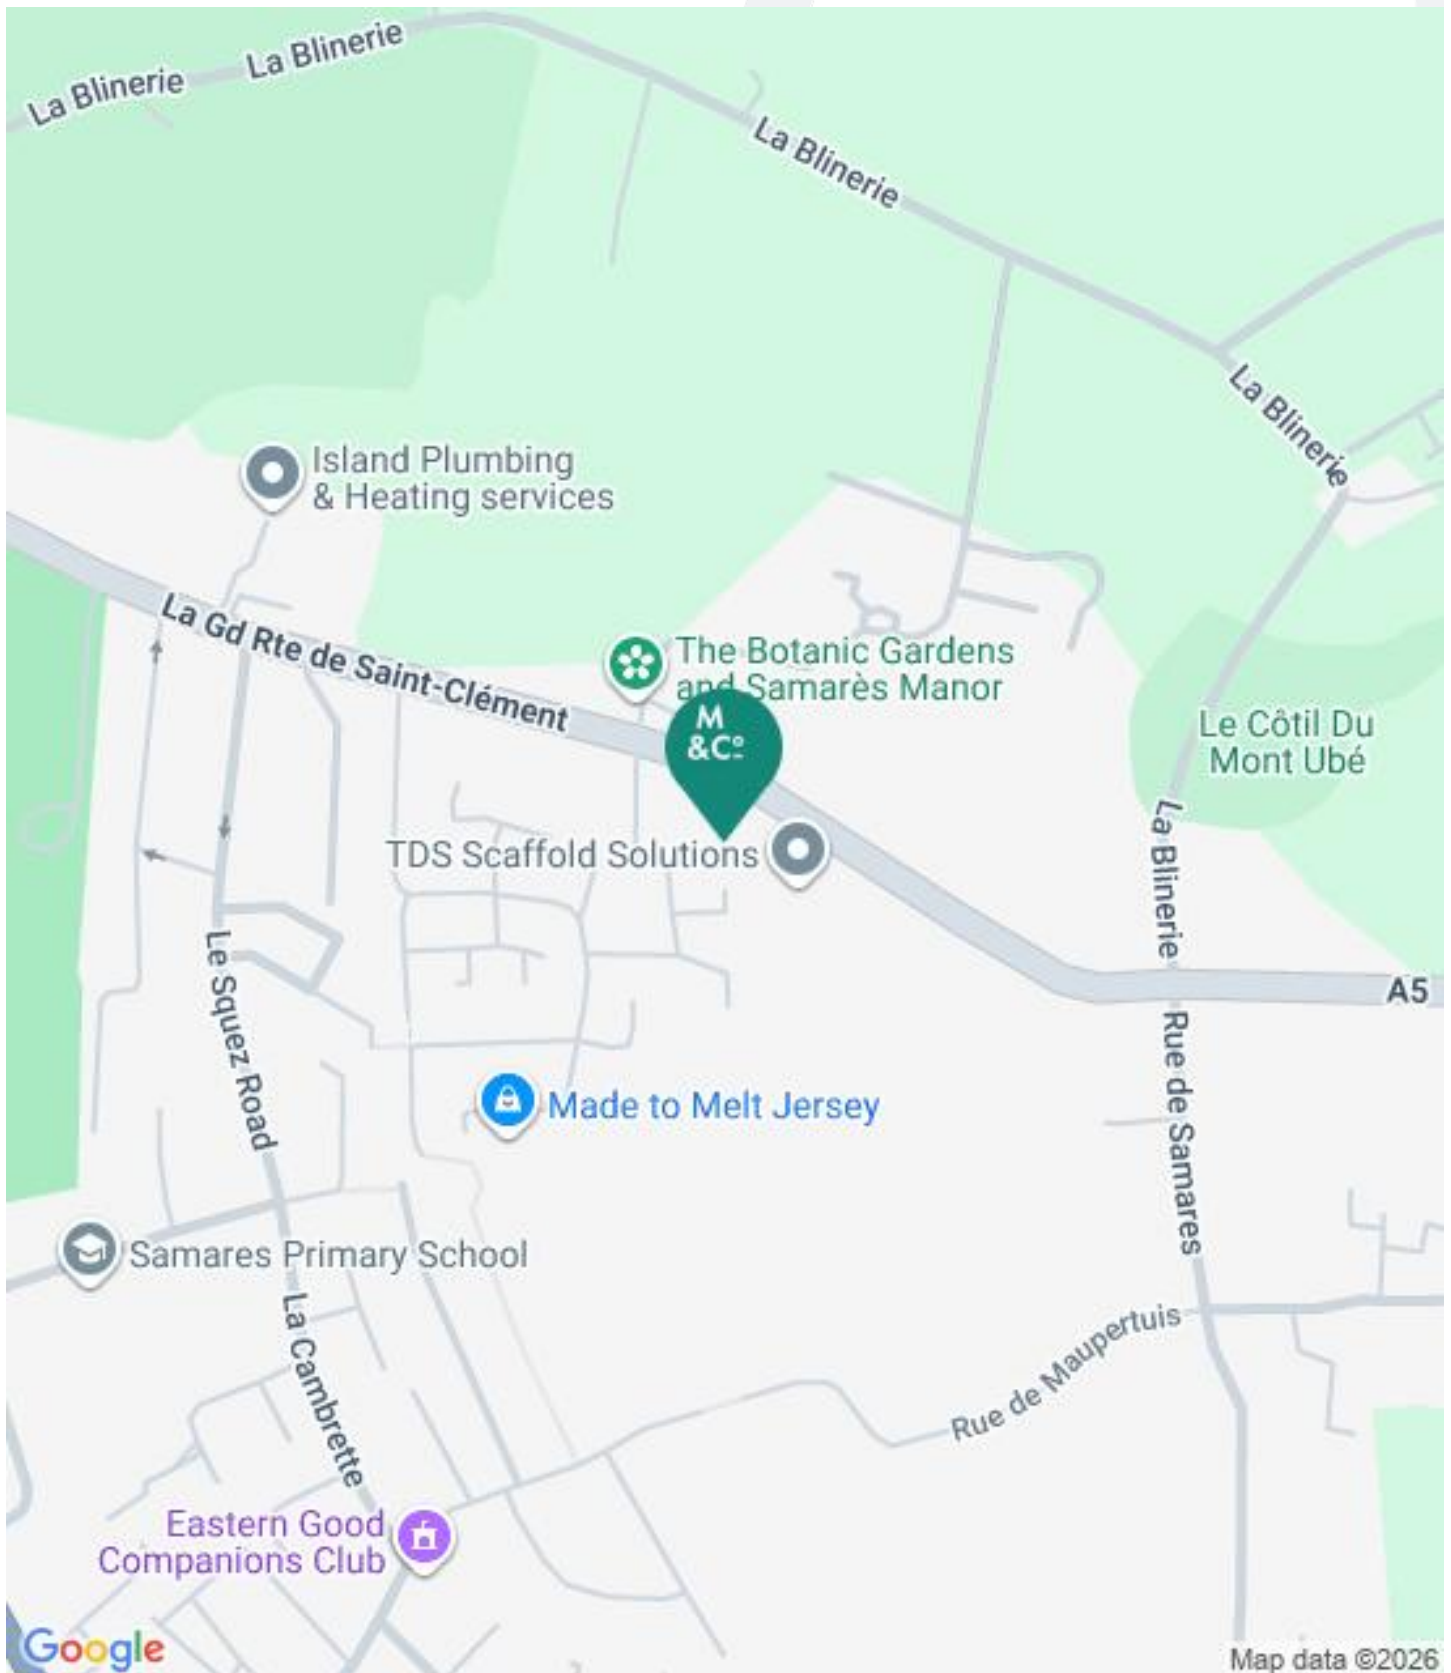 La Blinerie
La Blinerie
La Blinerie
La Blinerie
Island Plumbing
& Heating services
La Gd Rte de Saint-Clément
The Botanic Gardens
and Samarès Manor
M
&Cº
Le Côtil Du
Mont Ubé
La Blinerie
TDS Scaffold Solutions
Le Squez Road
A5
Rue de Samares
Made to Melt Jersey
Samares Primary School
La Cambrette
Rue de Maupertuis
Eastern Good
Companions Club
Google
Map data ©2026